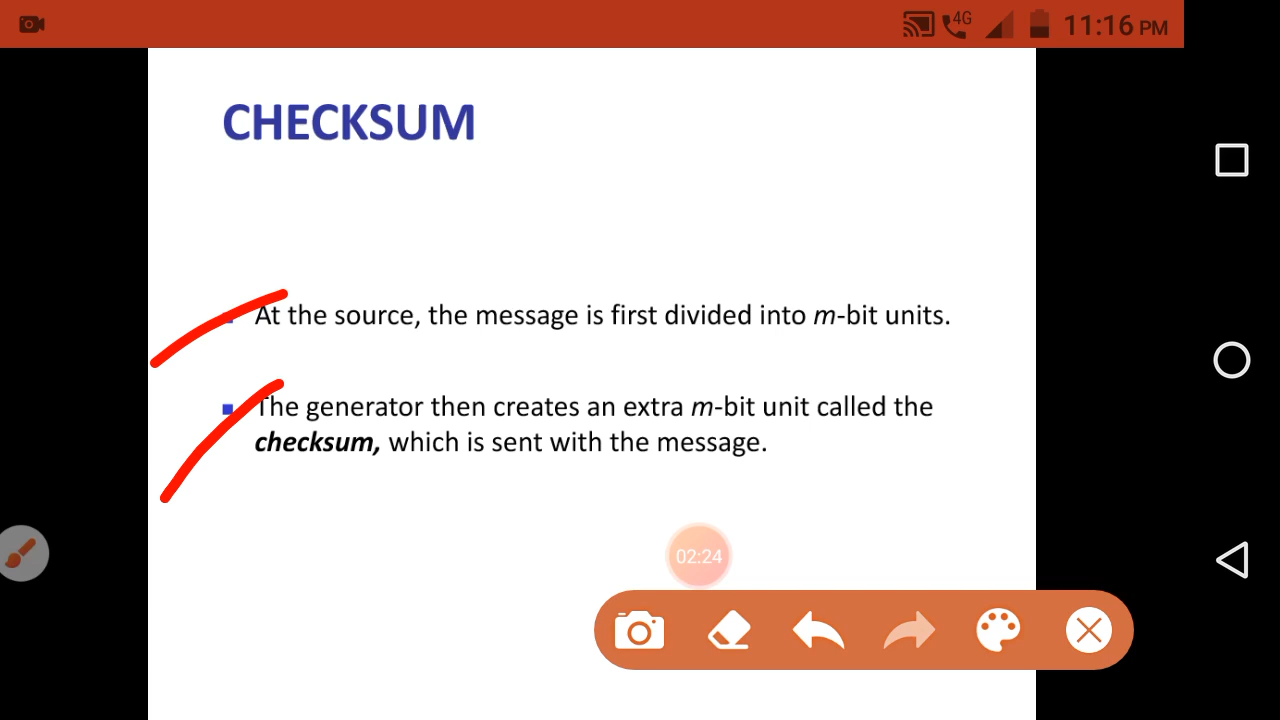 4G 11:16 PM
CHECKSUM
At the source, the message is first divided into m-bit units.
The generator then creates an extra m-bit unit called the
checksum, which is sent with the message.
02:24